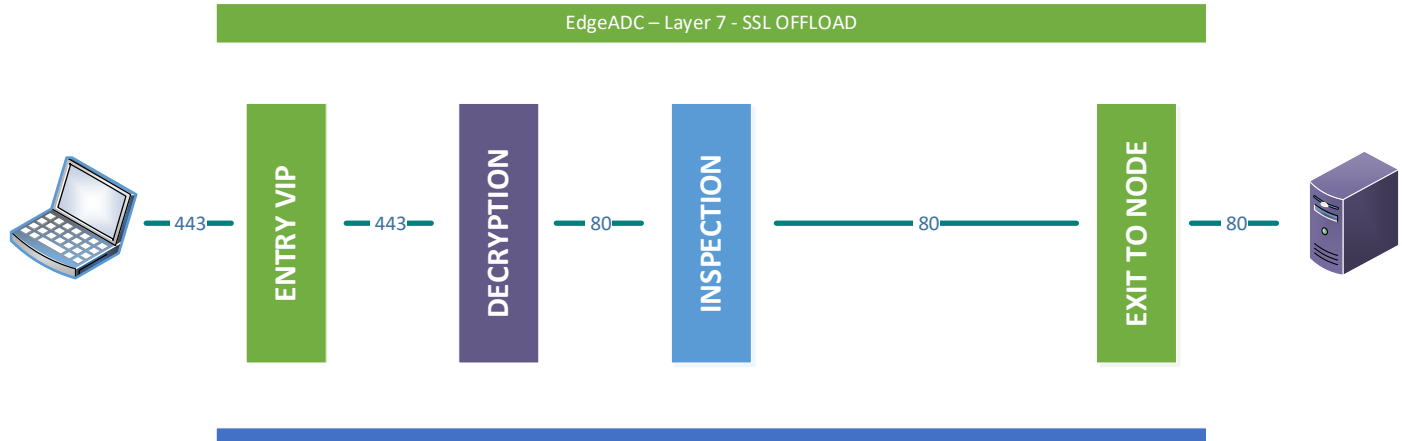 EdgeADC – Layer 7 - SSL OFFLOAD
443
ENTRY VIP
443
DECRYPTION
80
INSPECTION
80
EXIT TO NODE
80